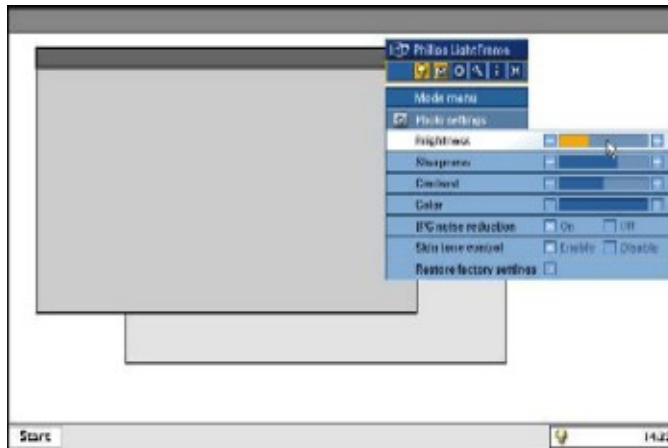 Philips LightFrame
Mode menu
Photo settings
Brightness
Sharpness
Contrast
Color
JPG noise reduction On Off
Skin tone control Enable Disable
Restore factory settings
Start